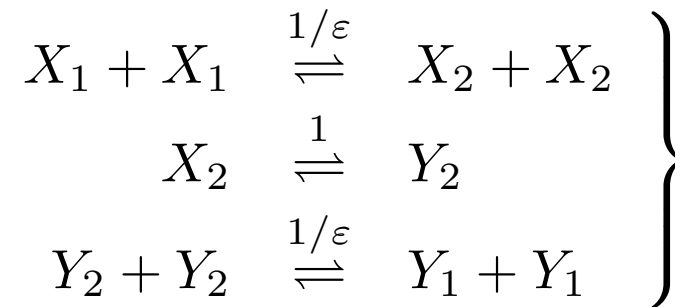 X₁ + X₁ 1/ε ⇌ X₂ + X₂
X₂ 1 ⇌ Y₂
Y₂ + Y₂ 1/ε ⇌ Y₁ + Y₁